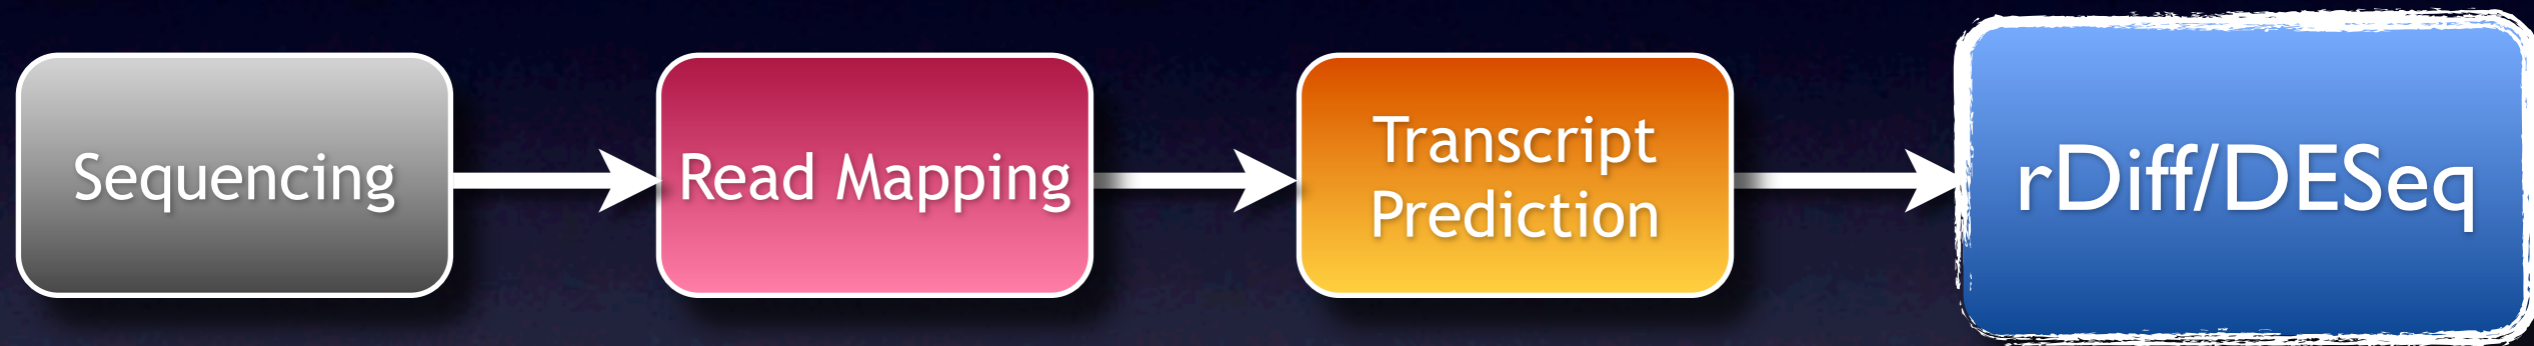 Sequencing
Read Mapping
Transcript
Prediction
rDiff/DESeq